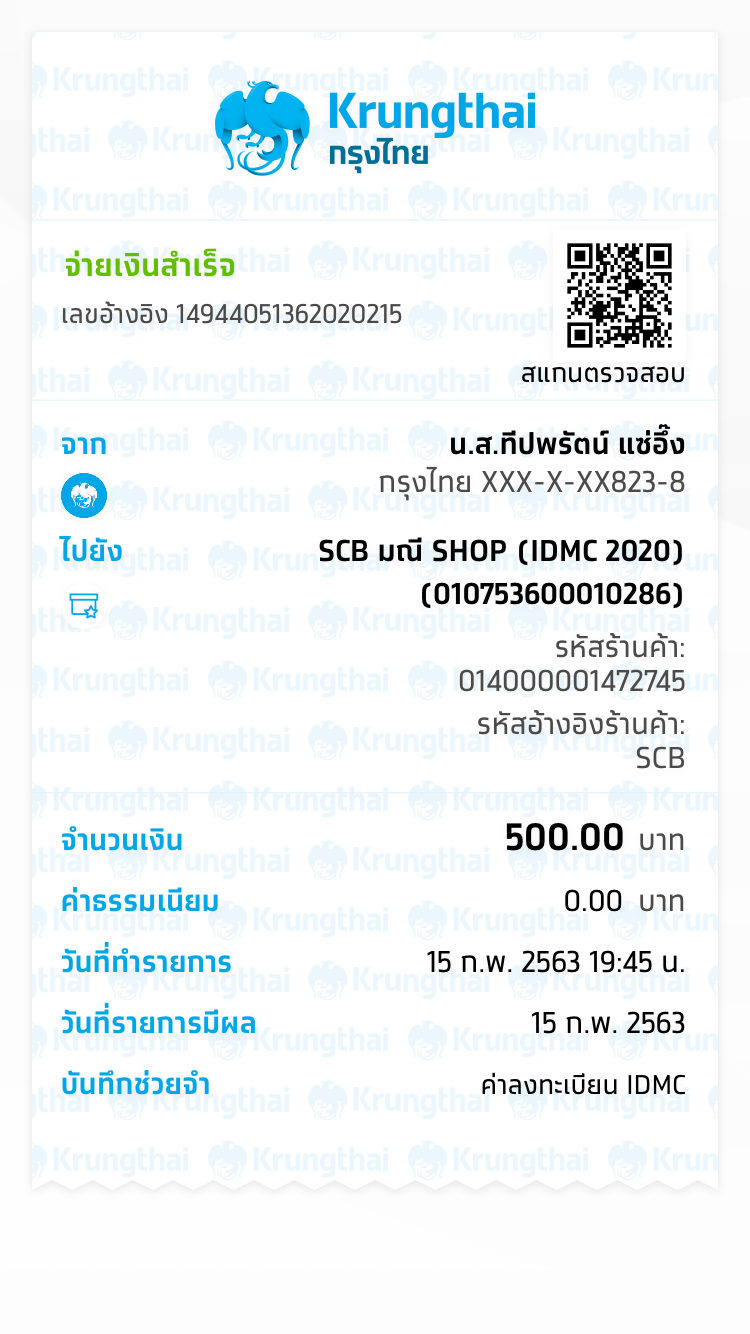 Krungthai
กรุงไทย
จ่ายเงินสำเร็จ
เลขอ้างอิง 14944051362020215
สแกนตรวจสอบ
จาก น.ส.ทีปพรัตน์ แซ่อึ๊ง
กรุงไทย XXX-X-XX823-8
ไปยัง SCB มณี SHOP (IDMC 2020)
(010753600010286)
รหัสร้านค้า:
014000001472745
รหัสอ้างอิงร้านค้า:
SCB
จำนวนเงิน 500.00 บาท
ค่าธรรมเนียม 0.00 บาท
วันที่ทำรายการ 15 ก.พ. 2563 19:45 น.
วันที่รายการมีผล 15 ก.พ. 2563
บันทึกช่วยจำ ค่าลงทะเบียน IDMC